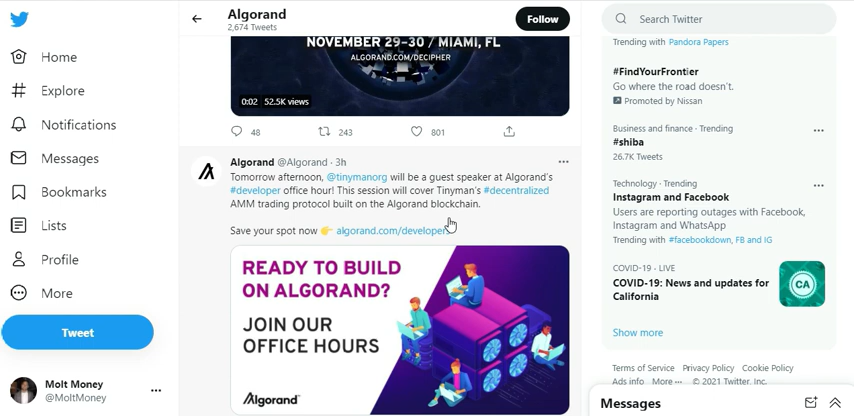 Home
Explore
Notifications
Messages
Bookmarks
Lists
Profile
More
Tweet
Molt Money
@MoltMoney
Algorand
2,674 Tweets
Follow
NOVEMBER 29-30 / MIAMI, FL
ALGORAND.COM/DECIPHER
0:02 52.5K views
48 243 801
Algorand @Algorand · 3h
Tomorrow afternoon, @tinymanorg will be a guest speaker at Algorand's
#developer office hour! This session will cover Tinyman's #decentralized
AMM trading protocol built on the Algorand blockchain.
Save your spot now 👉 algorand.com/developers
READY TO BUILD
ON ALGORAND?
JOIN OUR
OFFICE HOURS
Algorand
Search Twitter
Trending with Pandora Papers
#FindYourFrontier
Go where the road doesn't.
Promoted by Nissan
Business and finance · Trending
#shiba
26.7K Tweets
Technology · Trending
Instagram and Facebook
Users are reporting outages with Facebook,
Instagram and WhatsApp
Trending with #facebookdown, FB and IG
COVID-19 · LIVE
COVID-19: News and updates for
California
CA
Show more
Terms of Service Privacy Policy Cookie Policy
Ads info More ··· © 2021 Twitter, Inc.
Messages